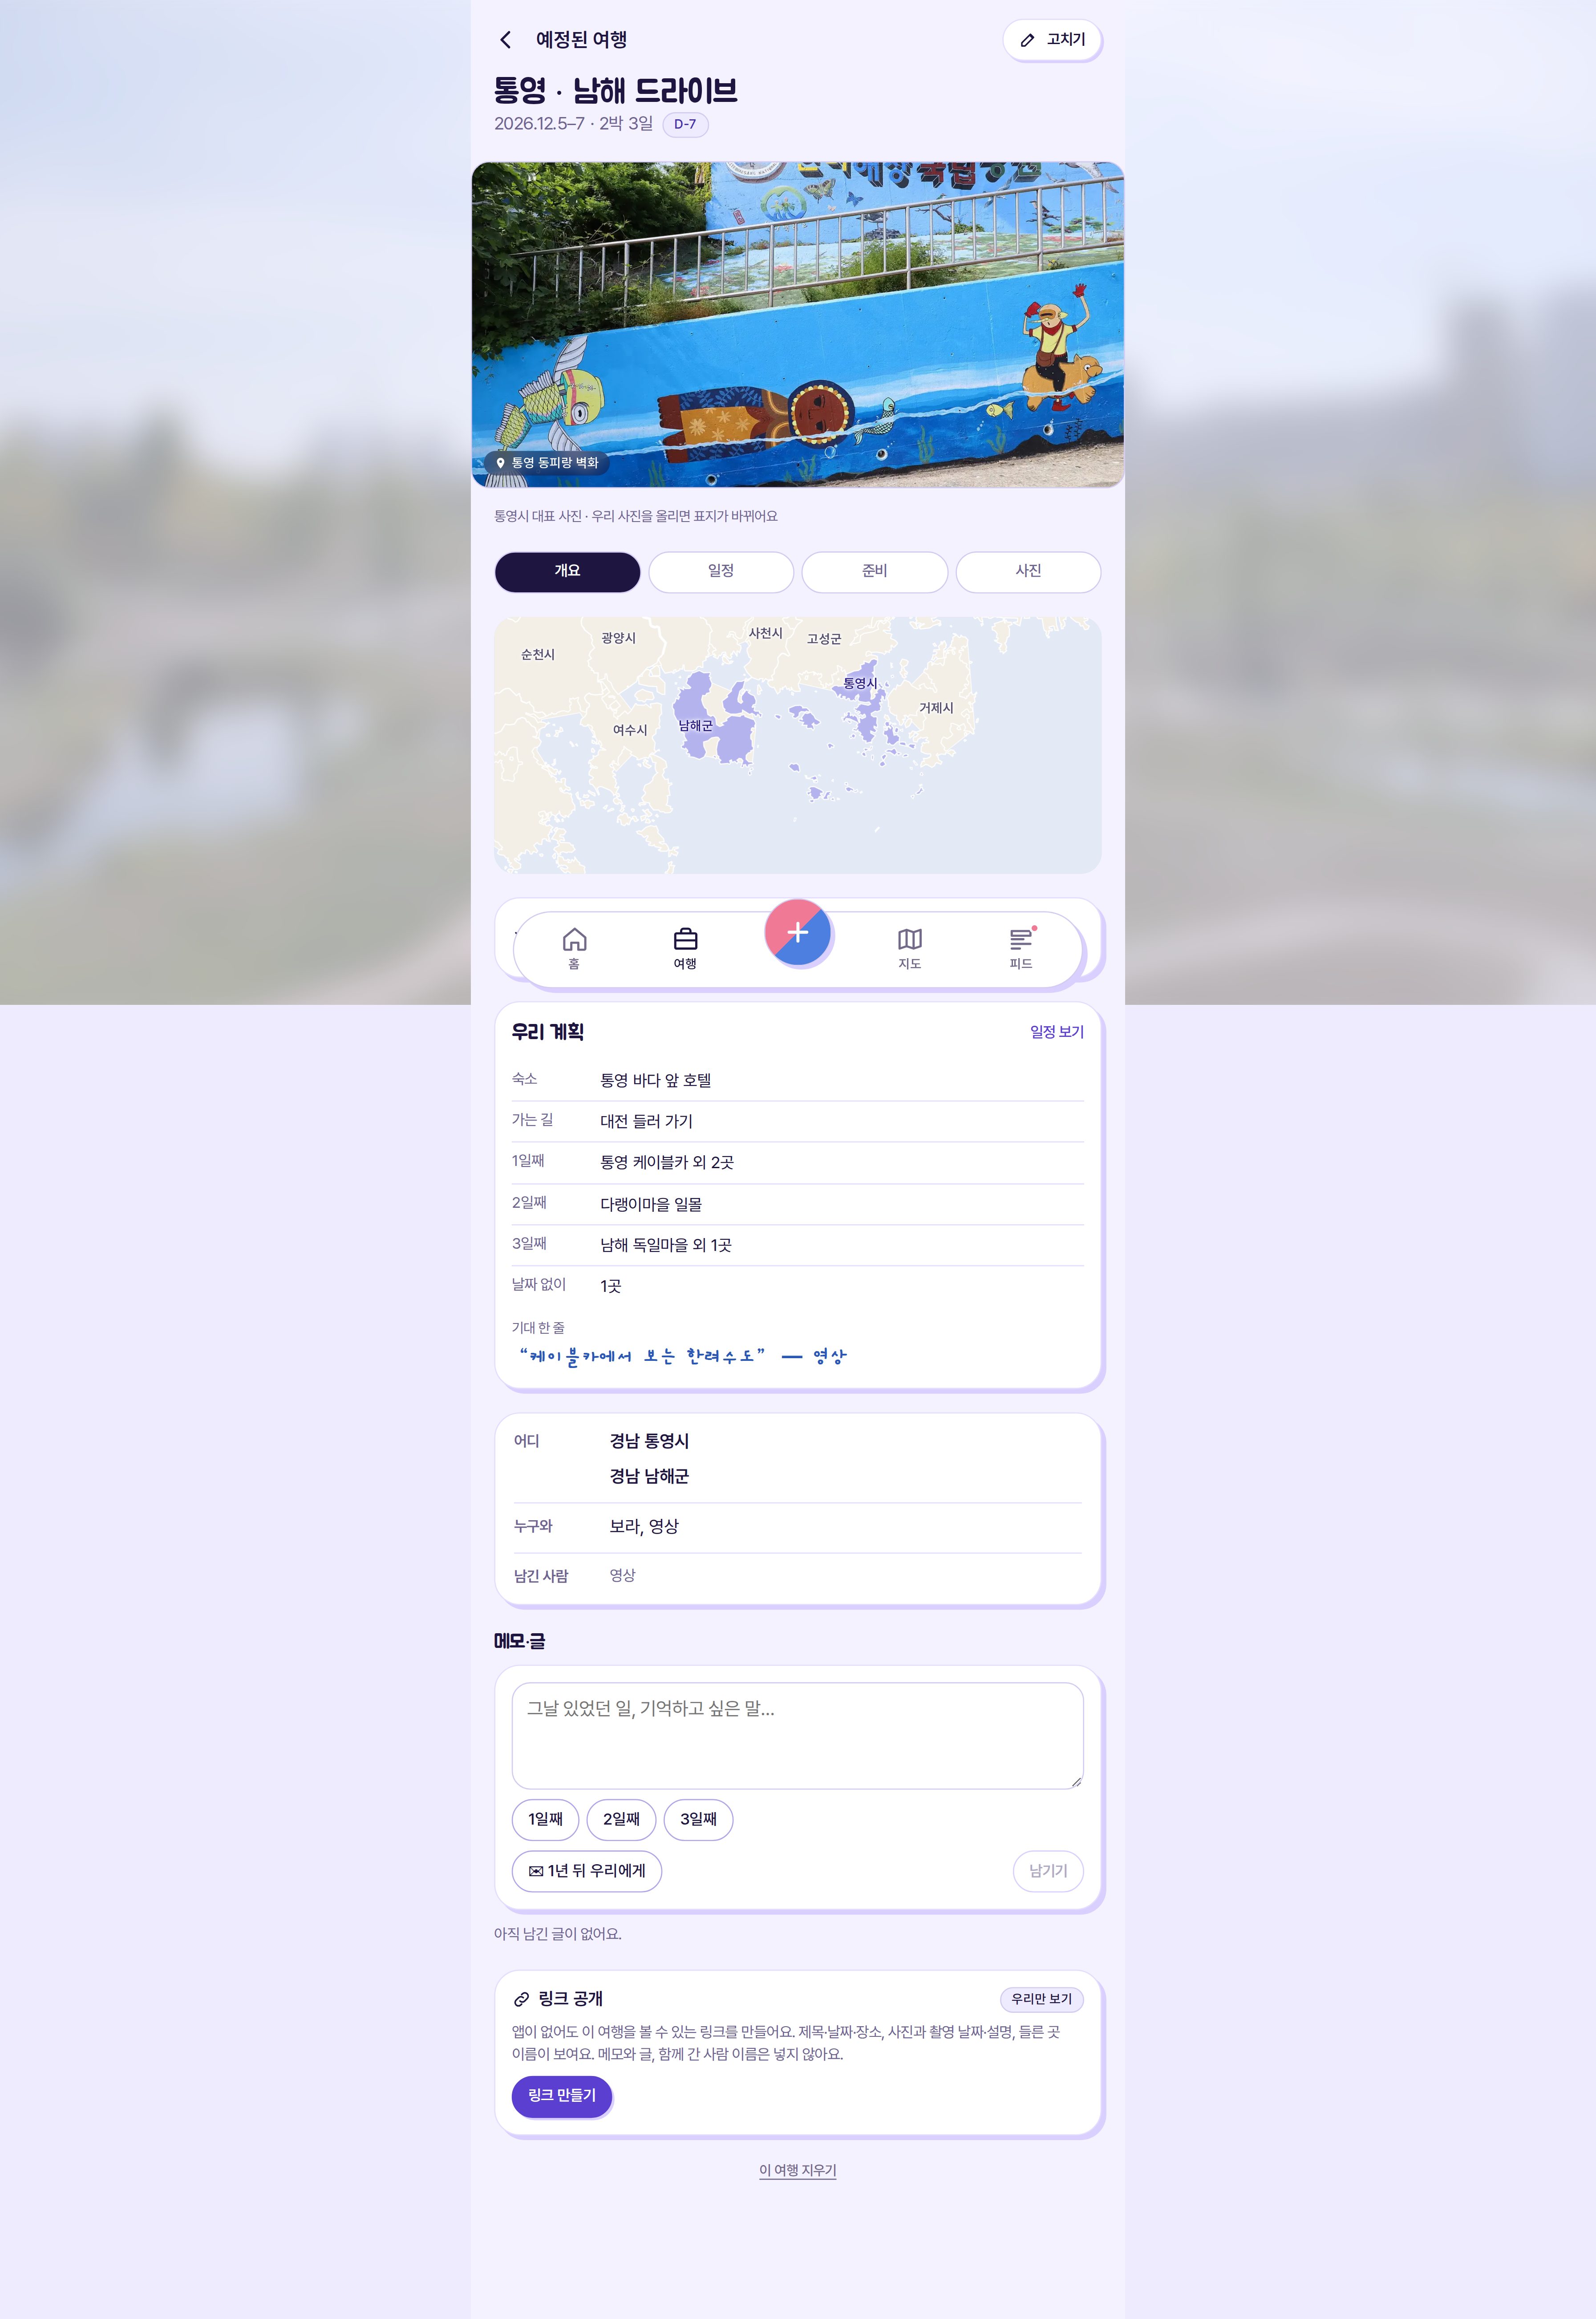 예정된 여행
고치기
통영 · 남해 드라이브
2026.12.5–7 · 2박 3일 D-7
통영 동피랑 벽화
통영시 대표 사진 · 우리 사진을 올리면 표지가 바뀌어요
개요 일정 준비 사진
순천시
광양시
사천시
고성군
통영시
거제시
여수시
남해군
홈 여행 지도 피드
우리 계획 일정 보기
숙소 통영 바다 앞 호텔
가는 길 대전 들러 가기
1일째 통영 케이블카 외 2곳
2일째 다랭이마을 일몰
3일째 남해 독일마을 외 1곳
날짜 없이 1곳
기대 한 줄
“케이블카에서 보는 한려수도” — 영상
어디 경남 통영시
경남 남해군
누구와 보라, 영상
남긴 사람 영상
메모·글
그날 있었던 일, 기억하고 싶은 말...
1일째 2일째 3일째
1년 뒤 우리에게 남기기
아직 남긴 글이 없어요.
링크 공개 우리만 보기
앱이 없어도 이 여행을 볼 수 있는 링크를 만들어요. 제목·날짜·장소, 사진과 촬영 날짜·설명, 들른 곳
이름이 보여요. 메모와 글, 함께 간 사람 이름은 넣지 않아요.
링크 만들기
이 여행 지우기